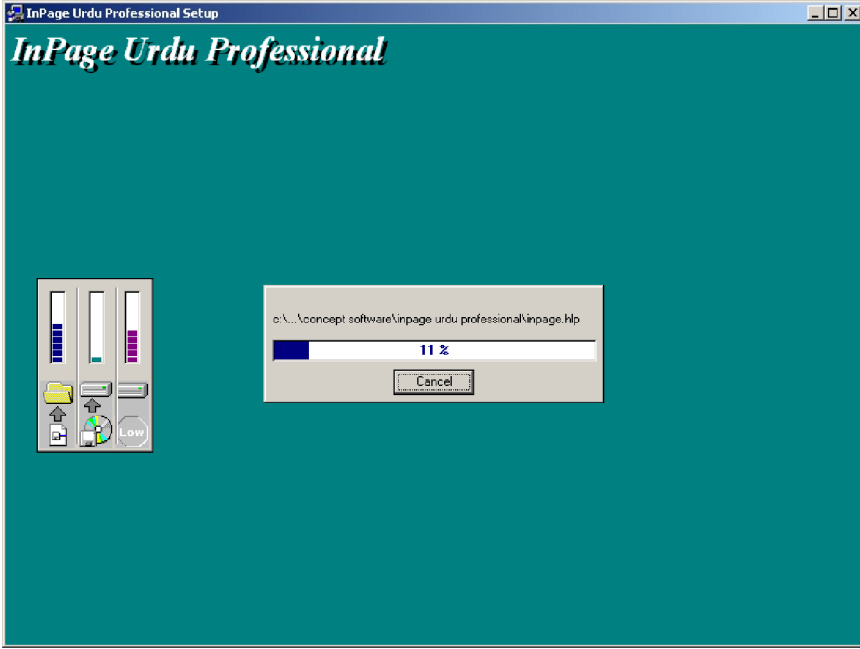 InPage Urdu Professional Setup
InPage Urdu Professional
c:\...\concept software\inpage urdu professional\inpage.hlp
11 %
Cancel
Low